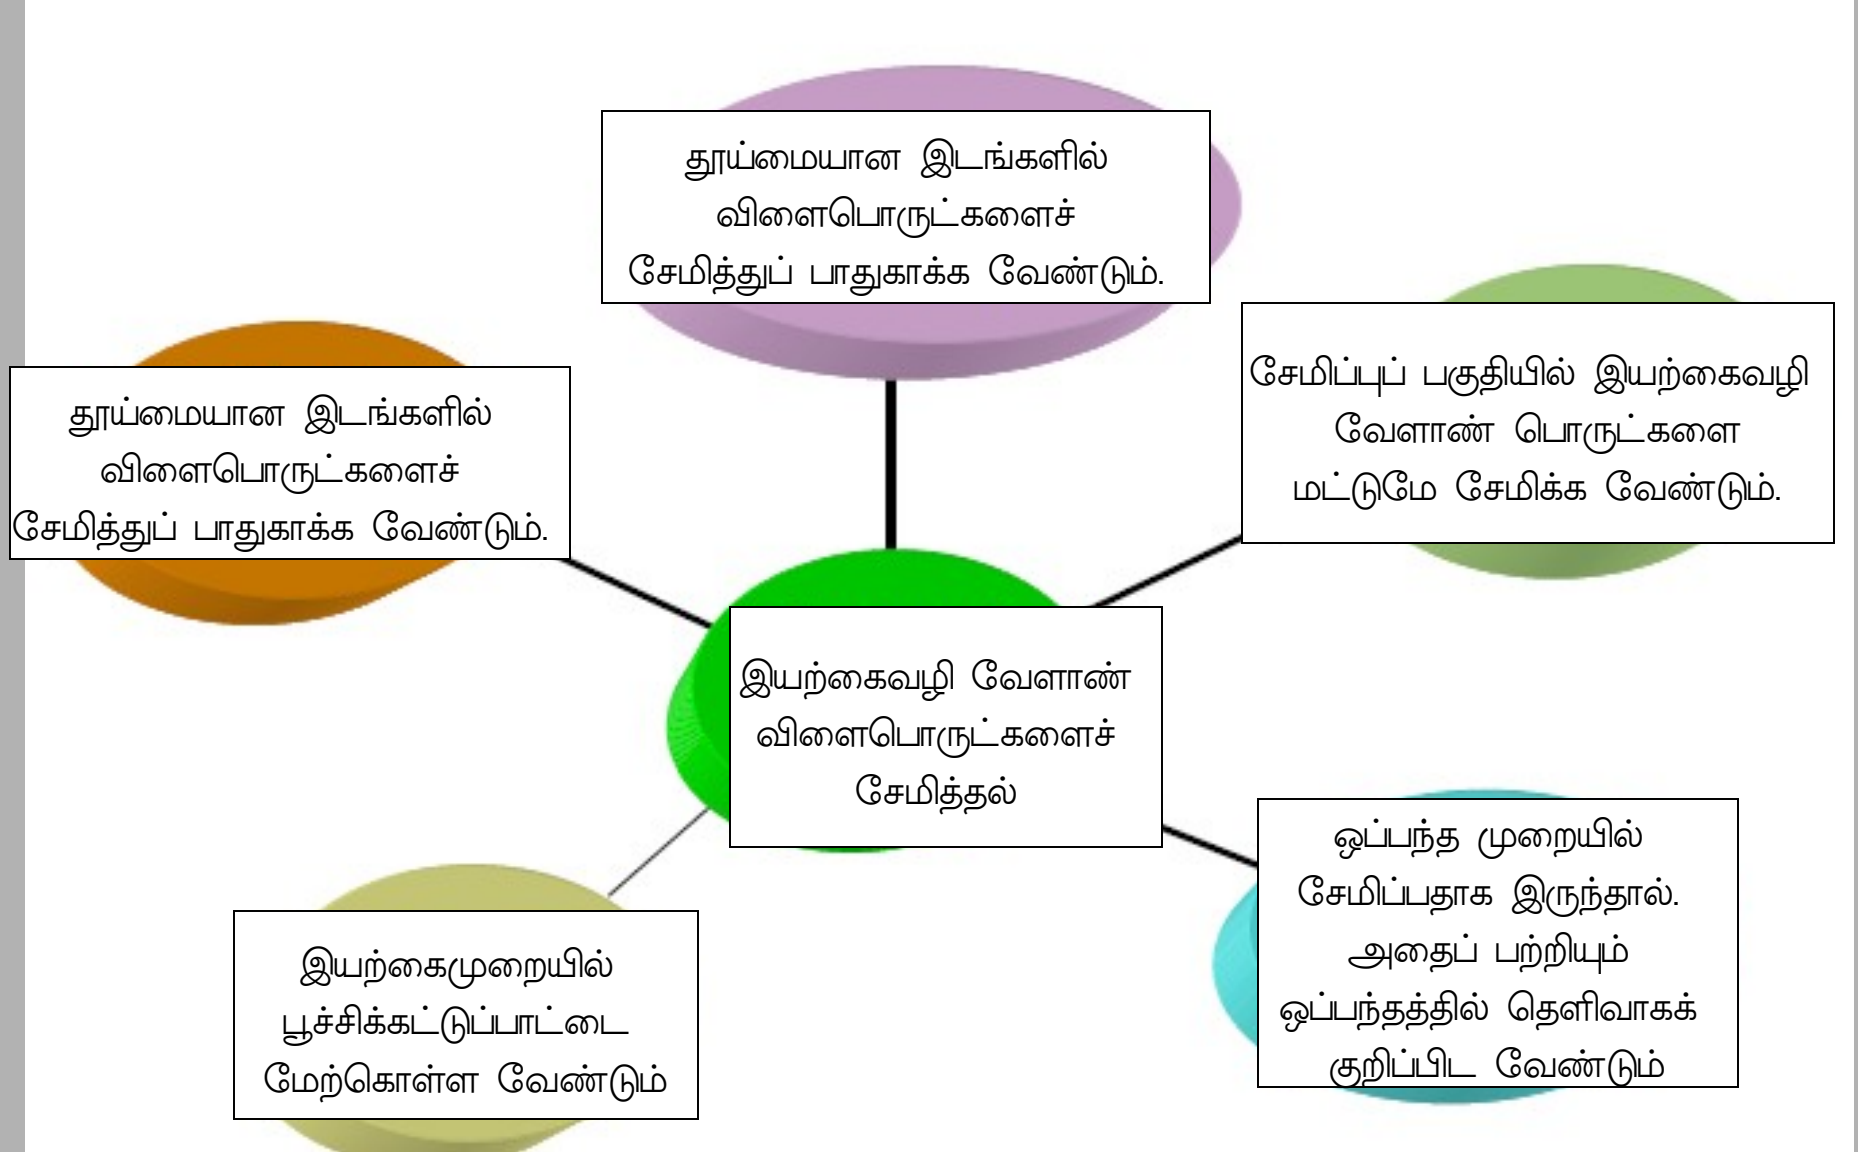 தூய்மையான இடங்களில்
விளைபொருட்களைச்
சேமித்துப் பாதுகாக்க வேண்டும்.
சேமிப்புப் பகுதியில் இயற்கைவழி
வேளாண் பொருட்களை
மட்டுமே சேமிக்க வேண்டும்.
தூய்மையான இடங்களில்
விளைபொருட்களைச்
சேமித்துப் பாதுகாக்க வேண்டும்.
இயற்கைவழி வேளாண்
விளைபொருட்களைச்
சேமித்தல்
ஒப்பந்த முறையில்
சேமிப்பதாக இருந்தால்.
அதைப் பற்றியும்
ஒப்பந்தத்தில் தெளிவாகக்
குறிப்பிட வேண்டும்
இயற்கைமுறையில்
பூச்சிக்கட்டுப்பாட்டை
மேற்கொள்ள வேண்டும்